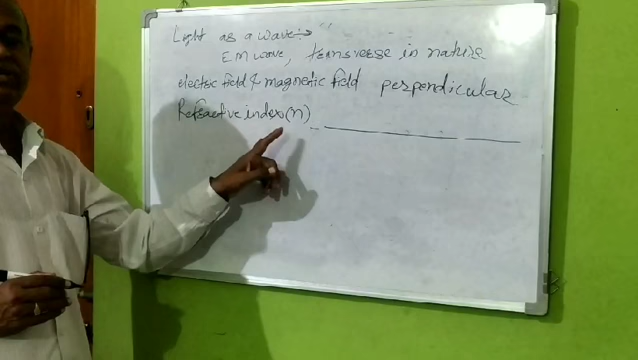 Light as a wave:→
EM wave, transverse in nature
electric field & magnetic field perpendicular
Refractive index (n)